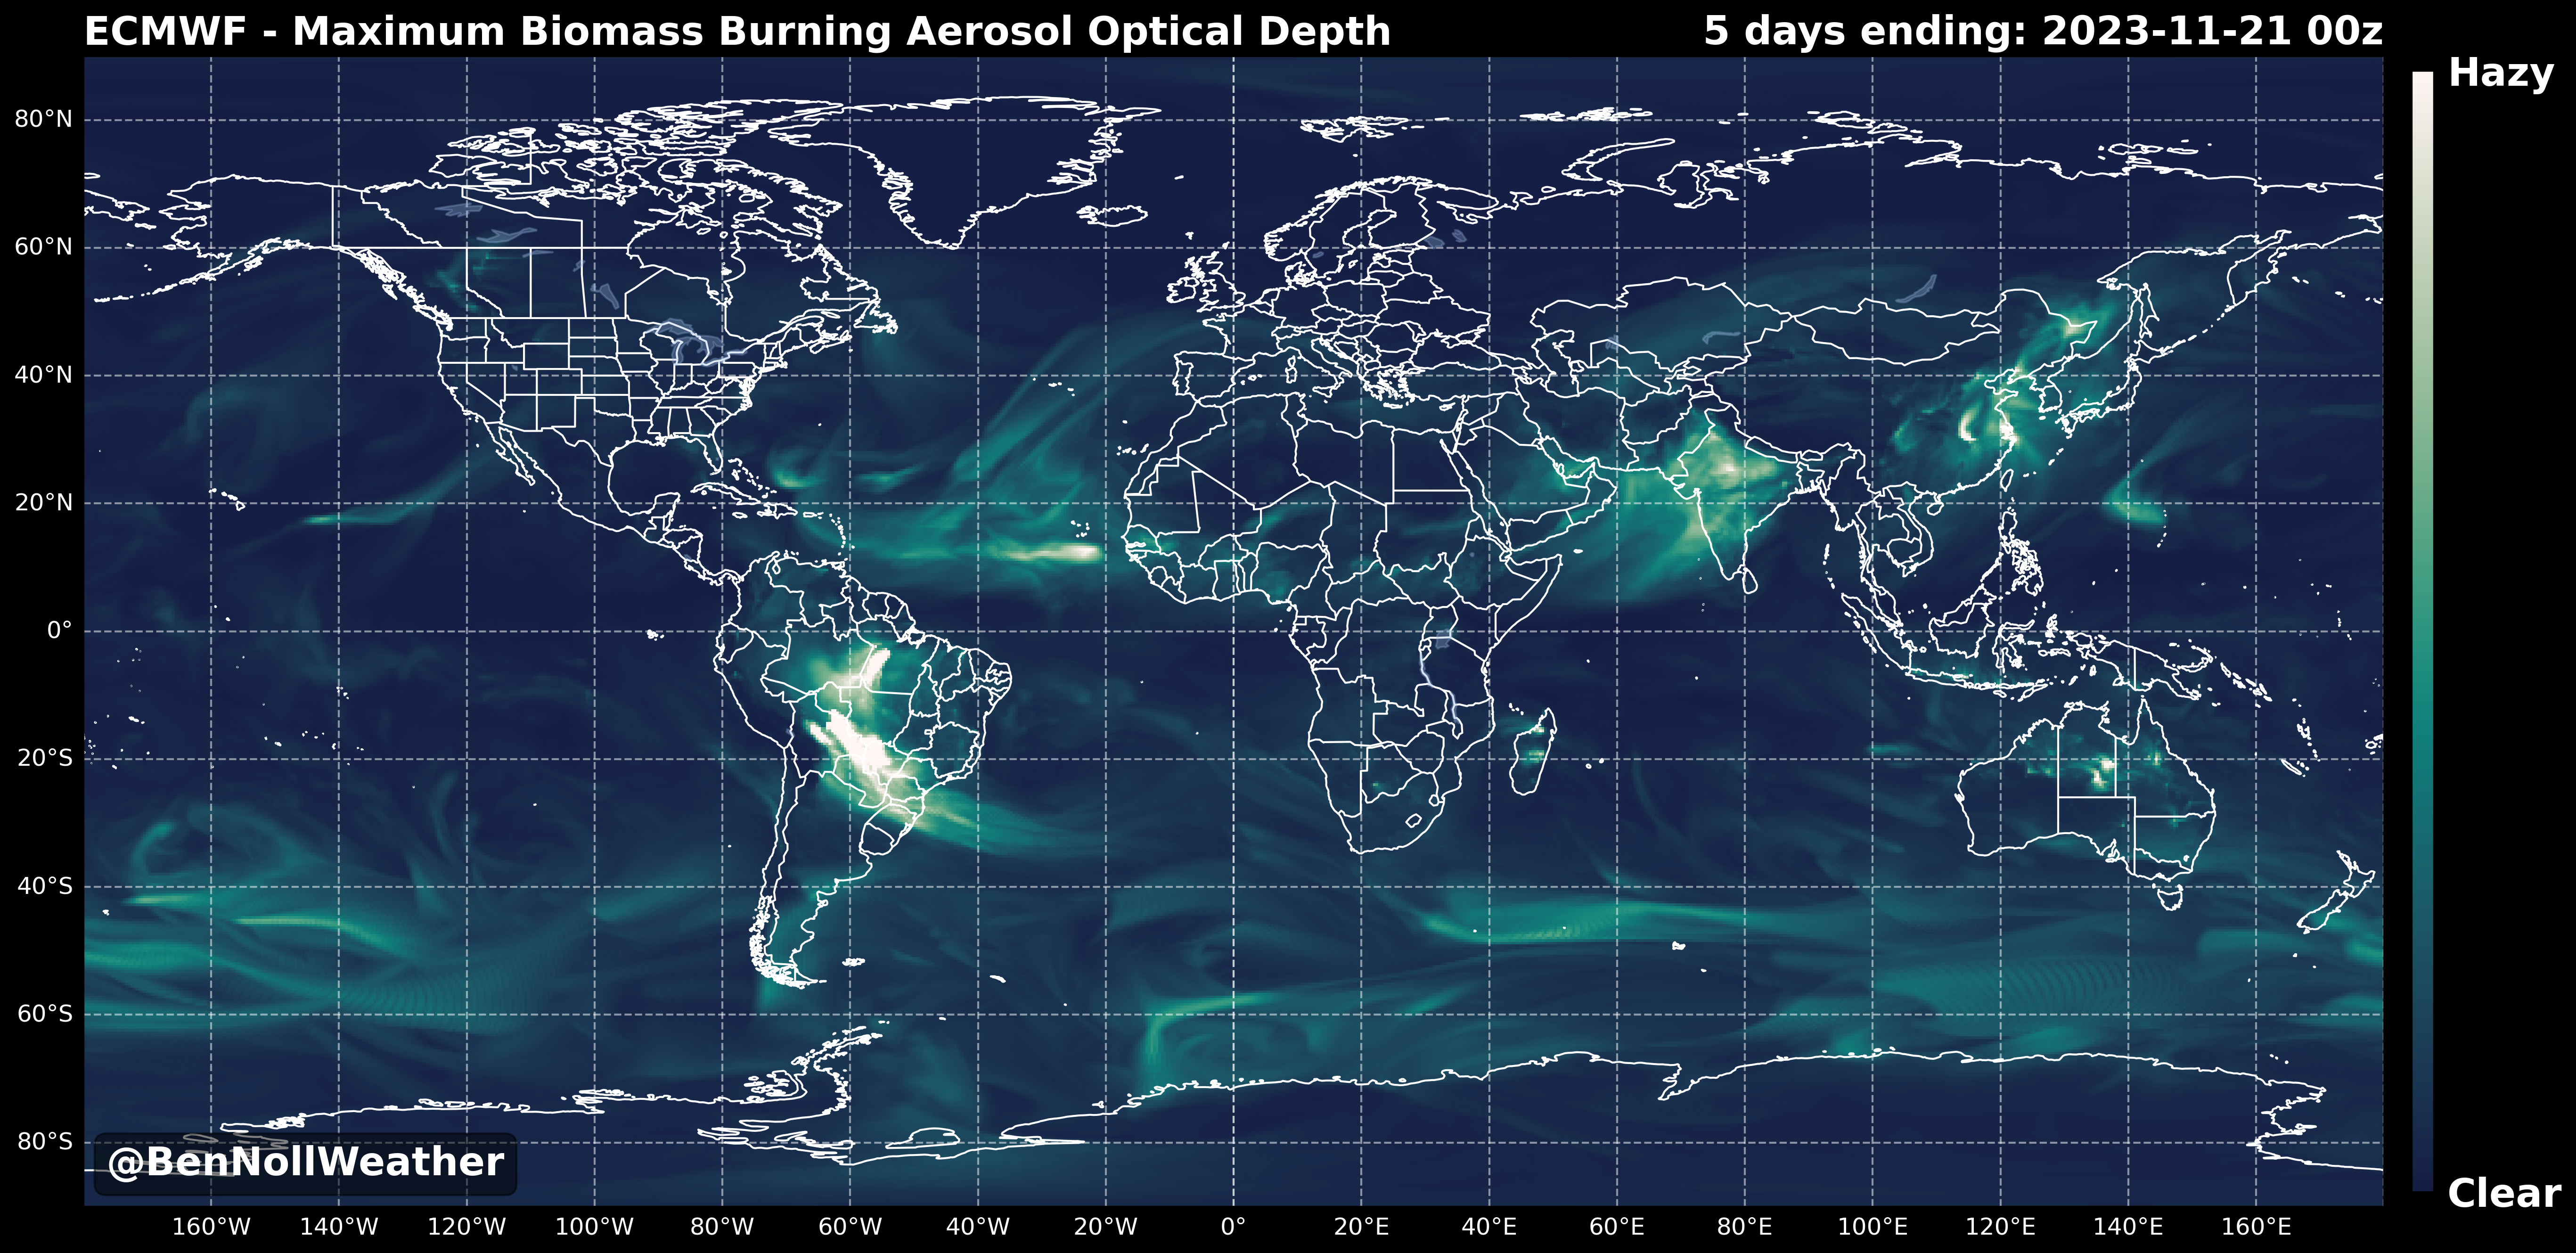 ECMWF - Maximum Biomass Burning Aerosol Optical Depth
5 days ending: 2023-11-21 00z
Hazy
80°N
60°N
40°N
20°N
0°
20°S
40°S
60°S
80°S
@BenNollWeather
Clear
160°W 140°W 120°W 100°W 80°W 60°W 40°W 20°W 0° 20°E 40°E 60°E 80°E 100°E 120°E 140°E 160°E